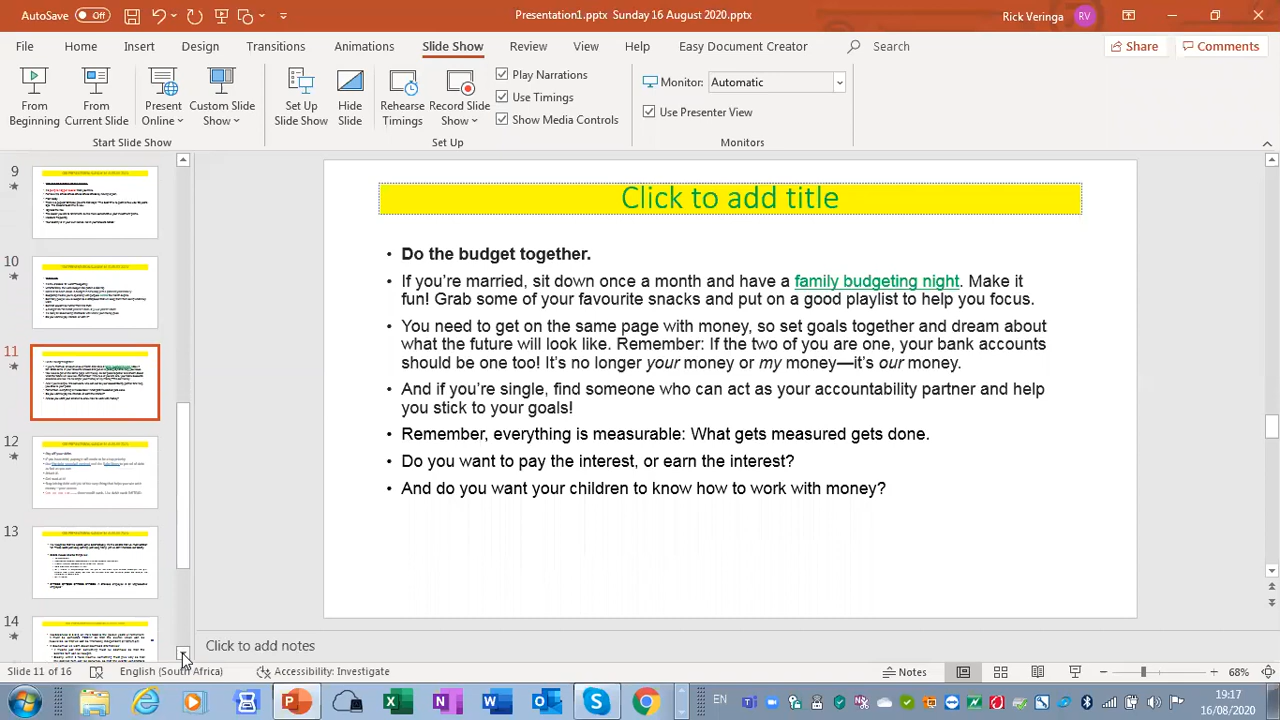 AutoSave Off Presentation1.pptx Sunday 16 August 2020.pptx Rick Veringa RV
File Home Insert Design Transitions Animations Slide Show Review View Help Easy Document Creator Search Share Comments
From Beginning
From Current Slide
Present Online
Custom Slide Show
Set Up Slide Show
Hide Slide
Rehearse Timings
Record Slide Show
Play Narrations
Use Timings
Show Media Controls
Monitor: Automatic
Use Presenter View
Start Slide Show Set Up Monitors
9
10
11
12
13
14
Click to add title
• Do the budget together.
• If you’re married, sit down once a month and have a family budgeting night. Make it
fun! Grab some of your favourite snacks and put on a good playlist to help you focus.
• You need to get on the same page with money, so set goals together and dream about
what the future will look like. Remember: If the two of you are one, your bank accounts
should be one too! It’s no longer your money or my money—it’s our money.
• And if you’re single, find someone who can act as your accountability partner and help
you stick to your goals!
• Remember, everything is measurable: What gets measured gets done.
• Do you want to pay the interest, or earn the interest?
• And do you want your children to know how to work with money?
Click to add notes
Slide 11 of 16 English (South Africa) Accessibility: Investigate Notes 68%
EN 19:17
16/08/2020